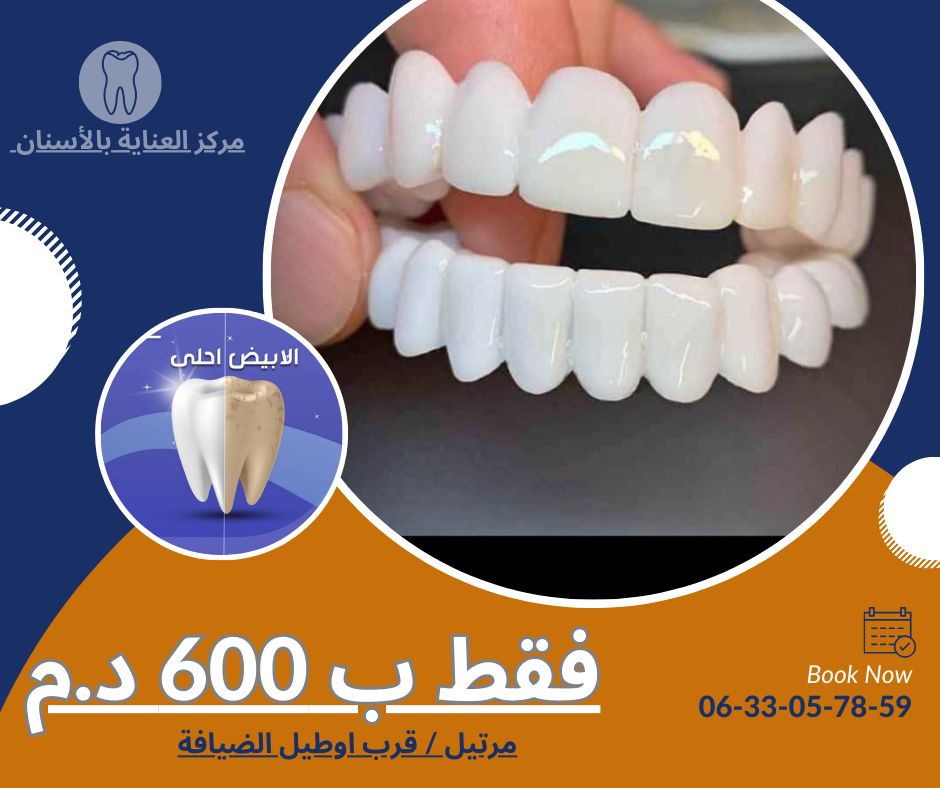 مركز العناية بالأسنان
الابيض احلى
فقط ب 600 د.م
مرتيل / قرب اوطيل الضيافة
Book Now
06-33-05-78-59